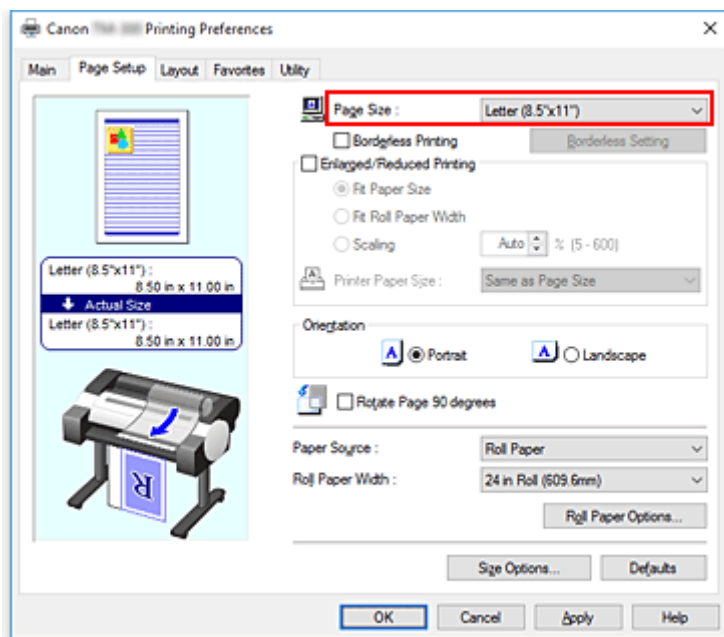 Canon Printing Preferences
Main Page Setup Layout Favorites Utility
Page Size : Letter (8.5"x11")
Borderless Printing Borderless Setting
Enlarged/Reduced Printing
Fit Paper Size
Fit Roll Paper Width
Scaling Auto % (5 - 600)
Printer Paper Size : Same as Page Size
Letter (8.5"x11") :
8.50 in x 11.00 in
Actual Size
Letter (8.5"x11") :
8.50 in x 11.00 in
Orientation
A Portrait A Landscape
Rotate Page 90 degrees
Paper Source : Roll Paper
Roll Paper Width : 24 in Roll (609.6mm)
Roll Paper Options...
Size Options... Defaults
R
OK Cancel Apply Help